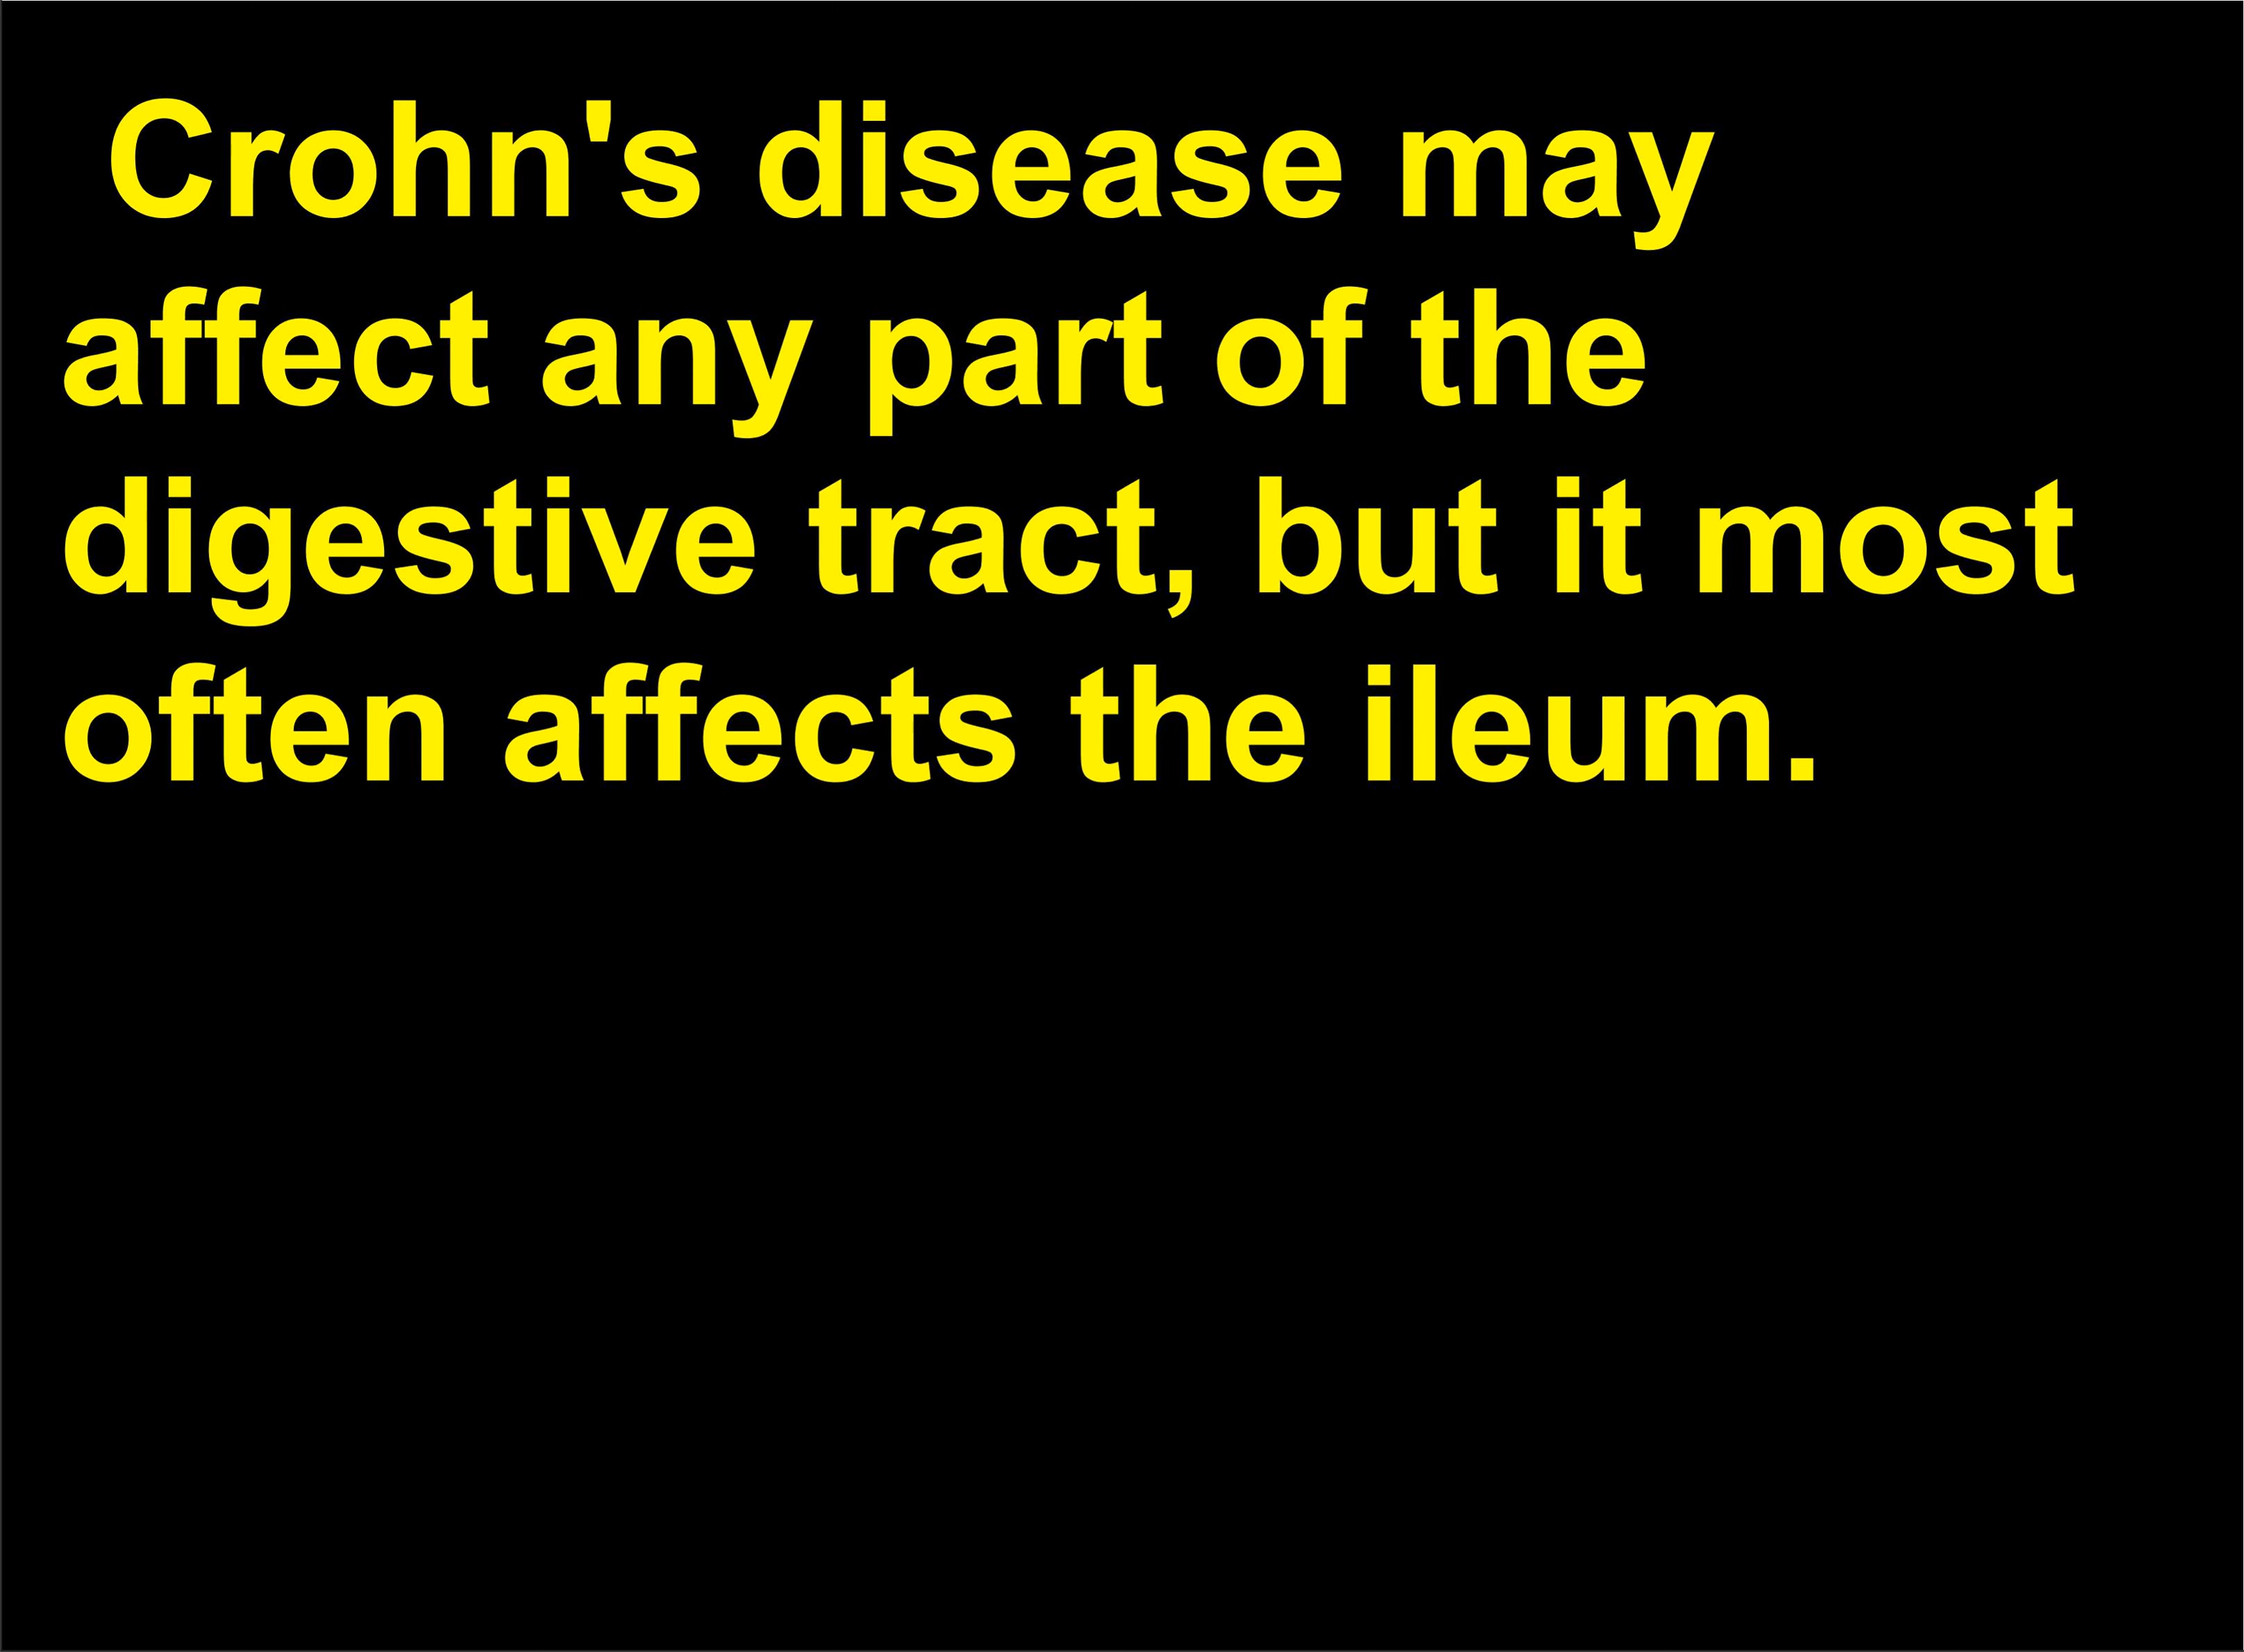 Crohn's disease may
affect any part of the
digestive tract, but it most
often affects the ileum.